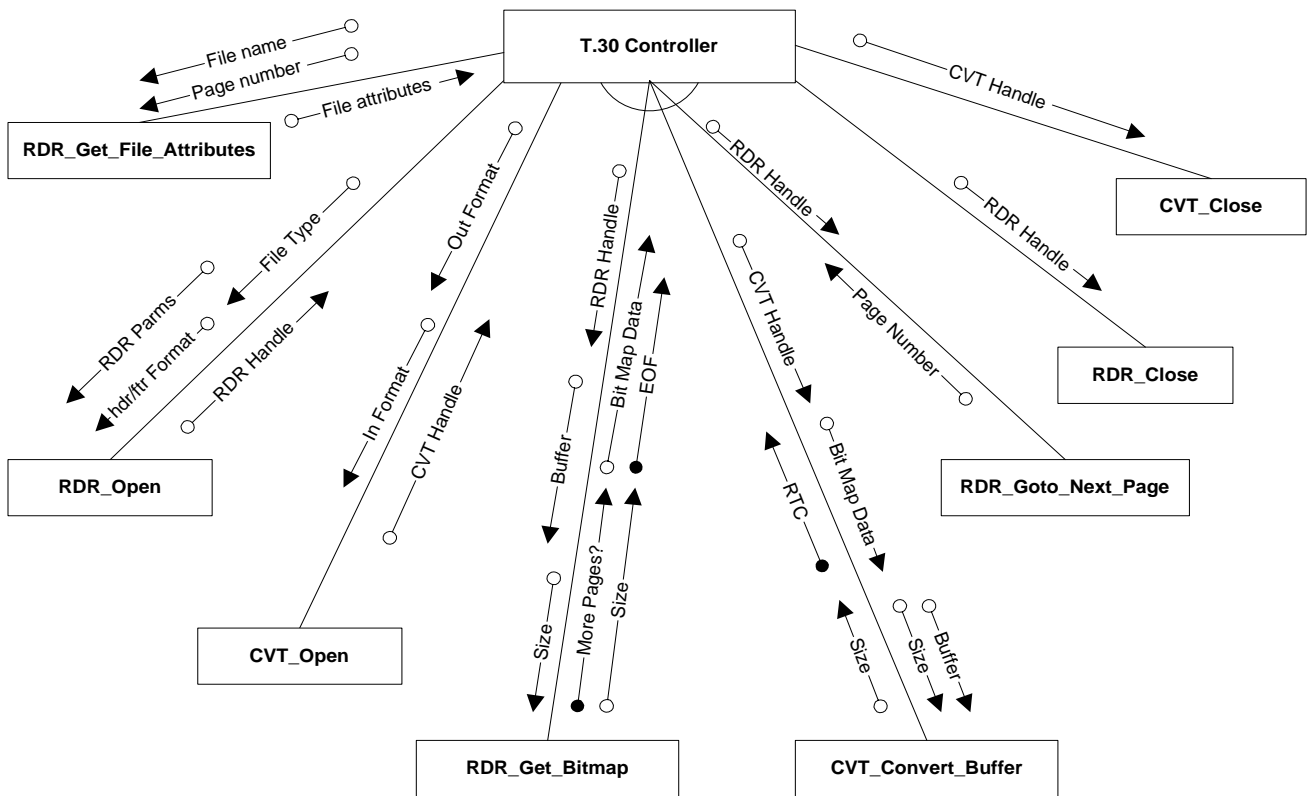 T.30 Controller
File name
Page number
File attributes
CVT Handle
RDR_Get_File_Attributes
Out Format
RDR Handle
RDR Handle
RDR Handle
CVT_Close
File Type
RDR Parms
hdr/ftr Format
RDR Handle
In Format
CVT Handle
Bit Map Data
EOF
CVT Handle
Page Number
RDR_Close
RDR_Open
Buffer
RTC
Bit Map Data
RDR_Goto_Next_Page
Size
More Pages?
Size
Size
Size
Buffer
CVT_Open
RDR_Get_Bitmap
CVT_Convert_Buffer